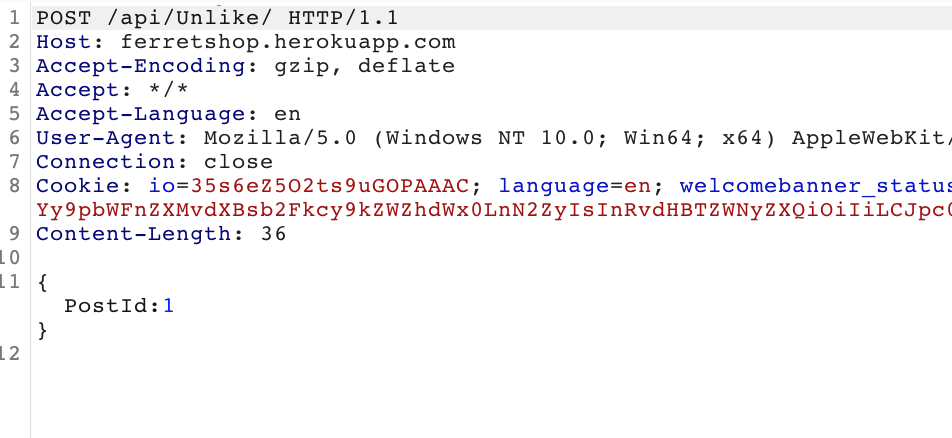 1 POST /api/Unlike/ HTTP/1.1
2 Host: ferretshop.herokuapp.com
3 Accept-Encoding: gzip, deflate
4 Accept: */*
5 Accept-Language: en
6 User-Agent: Mozilla/5.0 (Windows NT 10.0; Win64; x64) AppleWebKit/
7 Connection: close
8 Cookie: io=35s6eZ5O2ts9uGOPAAAC; language=en; welcomebanner_status
Yy9pbWFnZXMvdXBsb2Fkcy9kZWZhdWx0LnN2ZyIsInRvdHBTZWNyZXQiOiIiLCJpc0
9 Content-Length: 36
10
11 {
PostId:1
}
12